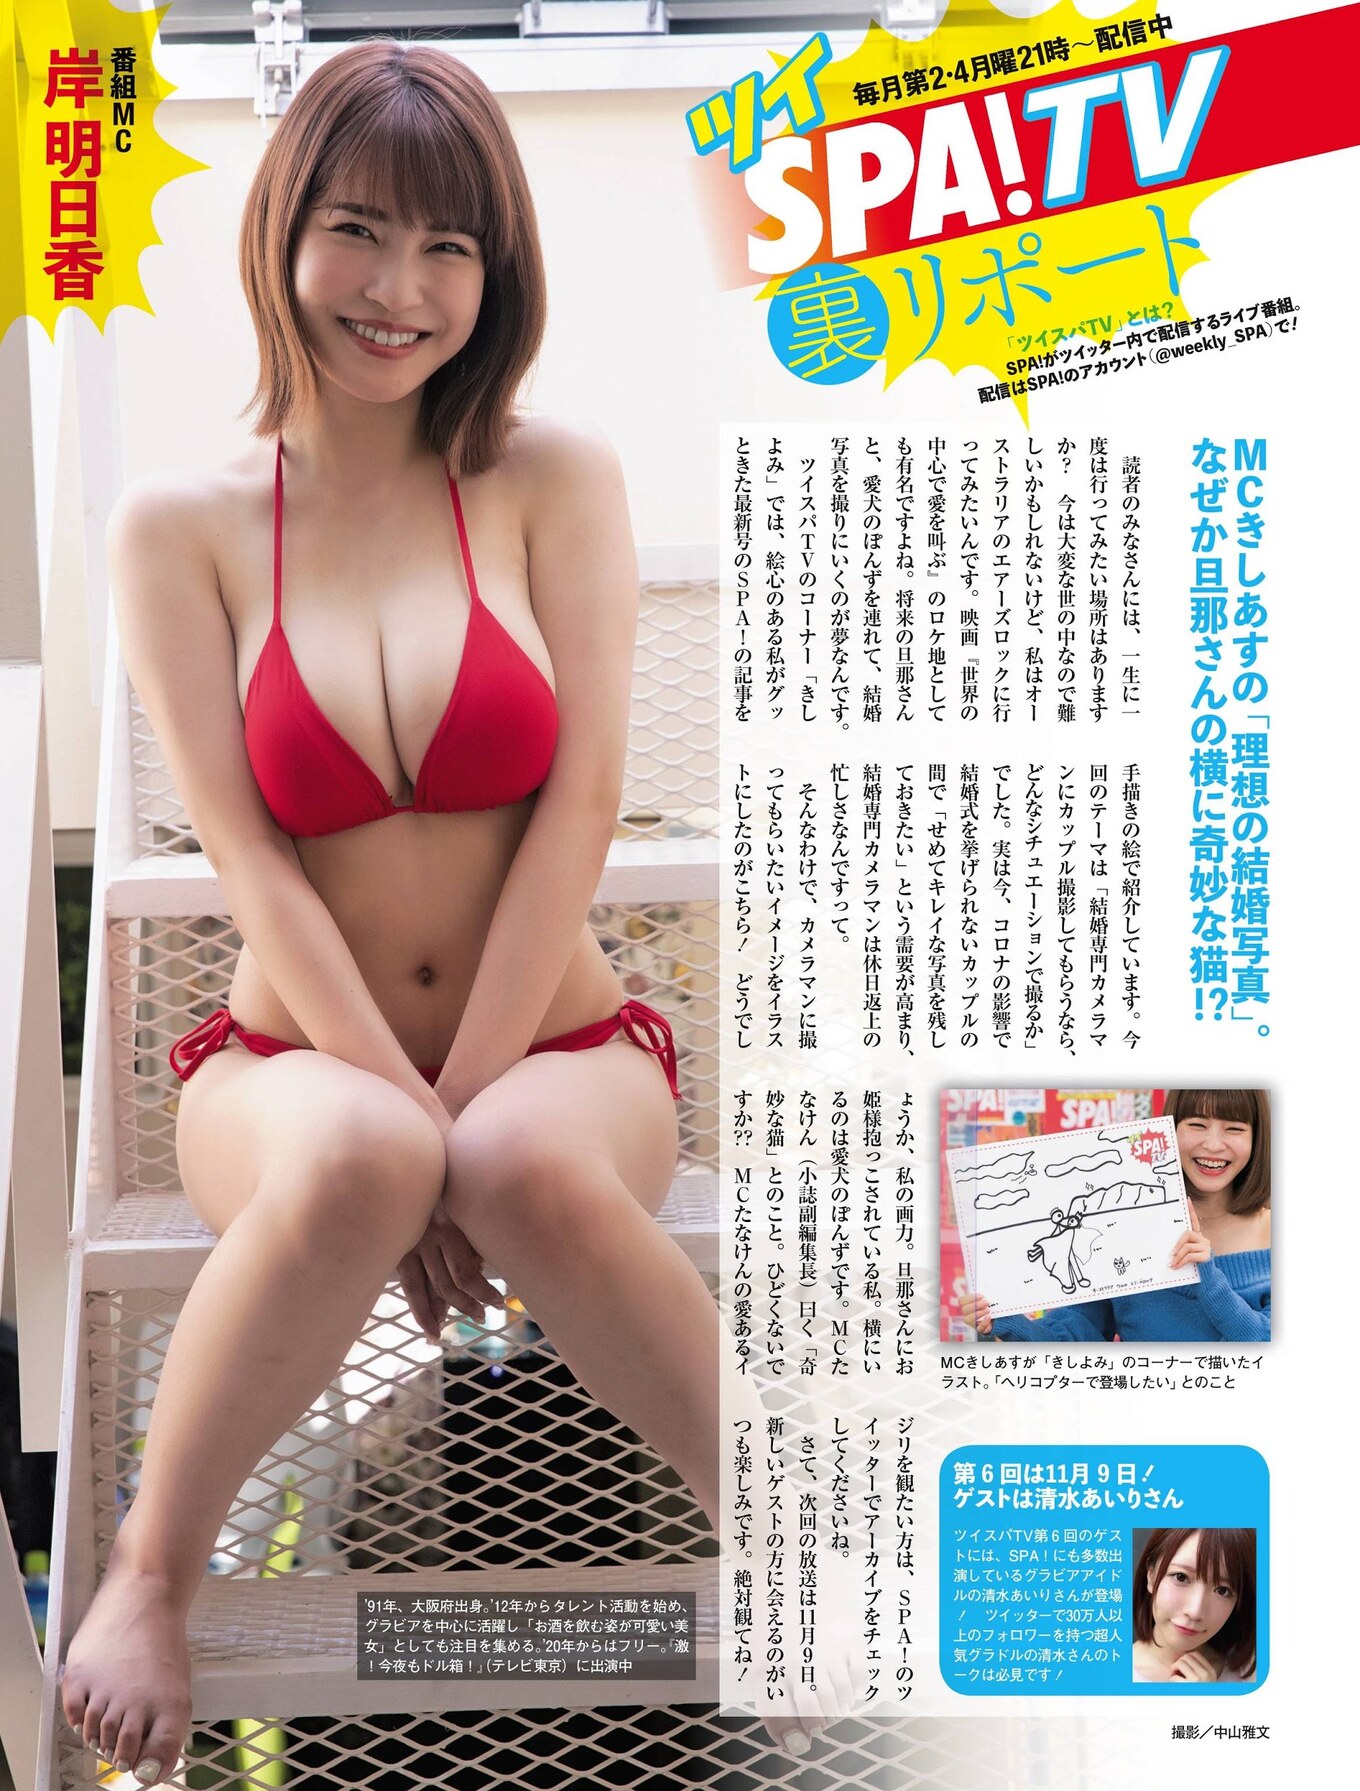 番組MC
岸 明日香
毎月第2・4月曜21時〜配信中
ツイ
SPA!TV
裏リポート
「ツイスパTV」とは?
SPA!がツイッター内で配信するライブ番組。
配信はSPA!のアカウント(@weekly_SPA)で!
MCきしあすの「理想の結婚写真」。
なぜか旦那さんの横に奇妙な猫!?
読者のみなさんには、一生に一
度は行ってみたい場所はあります
か? 今は大変な世の中なので難
しいかもしれないけど、私はオー
ストラリアのエアーズロックに行
ってみたいんです。映画『世界の
中心で愛を叫ぶ』のロケ地として
も有名ですよね。将来の旦那さん
と、愛犬のぽんずを連れて、結婚
写真を撮りにいくのが夢なんです。
ツイスパTVのコーナー「きし
よみ」では、絵心のある私がグッ
ときた最新号のSPA!の記事を
手描きの絵で紹介しています。今
回のテーマは「結婚専門カメラマ
ンにカップル撮影してもらうなら、
どんなシチュエーションで撮るか」
でした。実は今、コロナの影響で
結婚式を挙げられないカップルの
間で「せめてキレイな写真を残し
ておきたい」という需要が高まり、
結婚専門カメラマンは休日返上の
忙しさなんですって。
そんなわけで、カメラマンに撮
ってもらいたいイメージをイラス
トにしたのがこちら! どうでし
ょうか、私の画力。旦那さんにお
姫様抱っこされている私。横にい
るのは愛犬のぽんずです。MCた
なけん(小誌副編集長)曰く「奇
妙な猫」とのこと。ひどくないで
すか?? MCたなけんの愛あるイ
ジリを観たい方は、SPA!のツ
イッターでアーカイブをチェック
してくださいね。
さて、次回の放送は11月9日。
新しいゲストの方に会えるのがい
つも楽しみです。絶対観てね!
SPA!
SPA!
SPA!
TV
MCきしあすが「きしよみ」のコーナーで描いたイ
ラスト。「ヘリコプターで登場したい」とのこと
第6回は11月9日!
ゲストは清水あいりさん
ツイスパTV第6回のゲス
トには、SPA!にも多数出
演しているグラビアアイド
ルの清水あいりさんが登場
! ツイッターで30万人以
上のフォロワーを持つ超人
気グラドルの清水さんのト
ークは必見です!
'91年、大阪府出身。'12年からタレント活動を始め、
グラビアを中心に活躍し「お酒を飲む姿が可愛い美
女」としても注目を集める。'20年からはフリー。『激
!今夜もドル箱!』(テレビ東京)に出演中
撮影/中山雅文